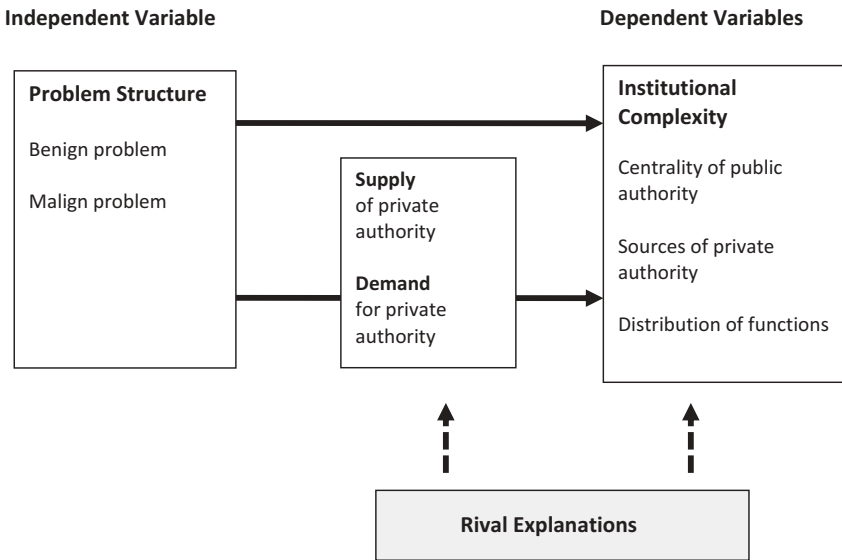 Independent Variable
Dependent Variables
Problem Structure
Benign problem
Malign problem
Supply
of private
authority
Demand
for private
authority
Institutional
Complexity
Centrality of public
authority
Sources of private
authority
Distribution of functions
Rival Explanations